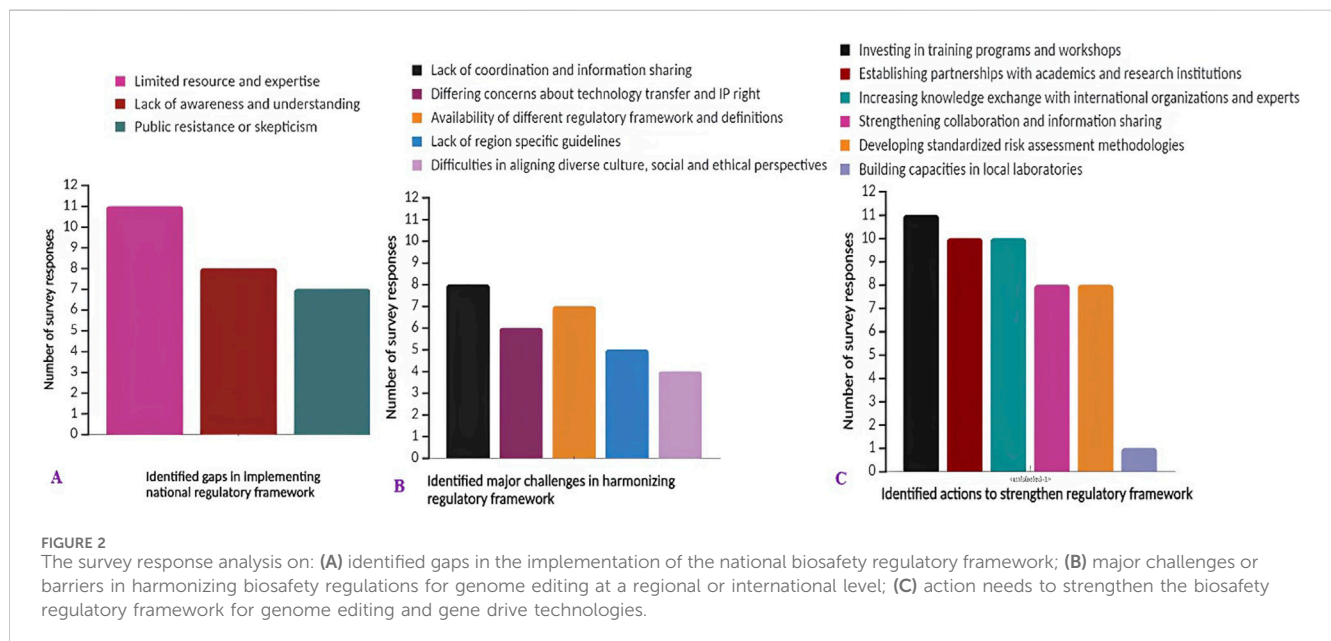 Limited resource and expertise
Lack of awareness and understanding
Public resistance or skepticism
12
11
10
9
8
7
6
5
4
3
2
1
0
Number of survey responses
A
Identified gaps in implementing
national regulatory framework
Lack of coordination and information sharing
Differing concerns about technology transfer and IP right
Availability of different regulatory framework and definitions
Lack of region specific guidelines
Difficulties in aligning diverse culture, social and ethical perspectives
12
11
10
9
8
7
6
5
4
3
2
1
0
Number of survey responses
B
Identified major challenges in harmonizing
regulatory framework
Investing in training programs and workshops
Establishing partnerships with academics and research institutions
Increasing knowledge exchange with international organizations and experts
Strengthening collaboration and information sharing
Developing standardized risk assessment methodologies
Building capacities in local laboratories
12
11
10
9
8
7
6
5
4
3
2
1
0
Number of survey responses
<unlabeled-1>
C
Identified actions to strengthen regulatory framework
FIGURE 2
The survey response analysis on: (A) identified gaps in the implementation of the national biosafety regulatory framework; (B) major challenges or
barriers in harmonizing biosafety regulations for genome editing at a regional or international level; (C) action needs to strengthen the biosafety
regulatory framework for genome editing and gene drive technologies.